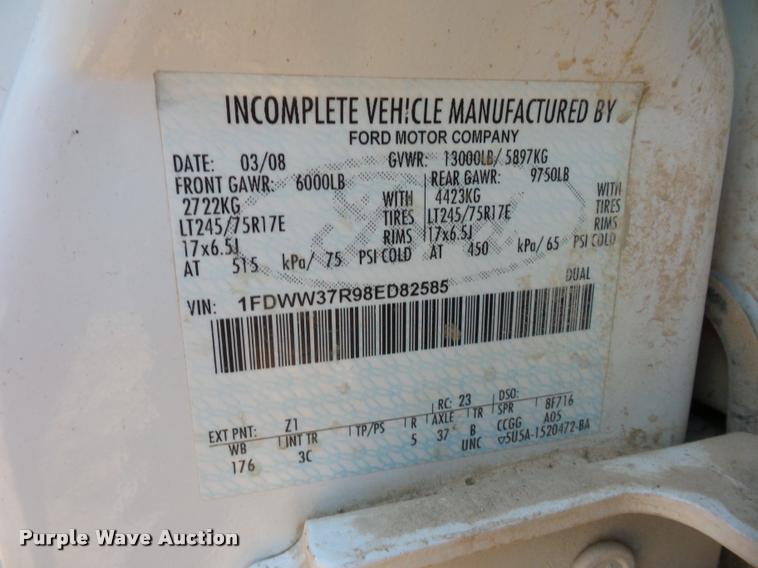 INCOMPLETE VEHICLE MANUFACTURED BY
FORD MOTOR COMPANY
DATE: 03/08 GVWR: 13000LB/ 5897KG
FRONT GAWR: 6000LB REAR GAWR: 9750LB
2722KG WITH 4423KG WITH
LT245/75R17E TIRES LT245/75R17E TIRES
17x6.5J RIMS 17x6.5J RIMS
AT 515 kPa/ 75 PSI COLD AT 450 kPa/ 65 PSI COLD
DUAL
VIN: 1FDWW37R98ED82585
EXT PNT: Z1 RC: 23 DSO:
WB INT TR TP/PS R AXLE TR SPR 8F716
176 3C 5 37 B CCGG A05
UNC 5U5A-1520472-BA
Purple Wave Auction